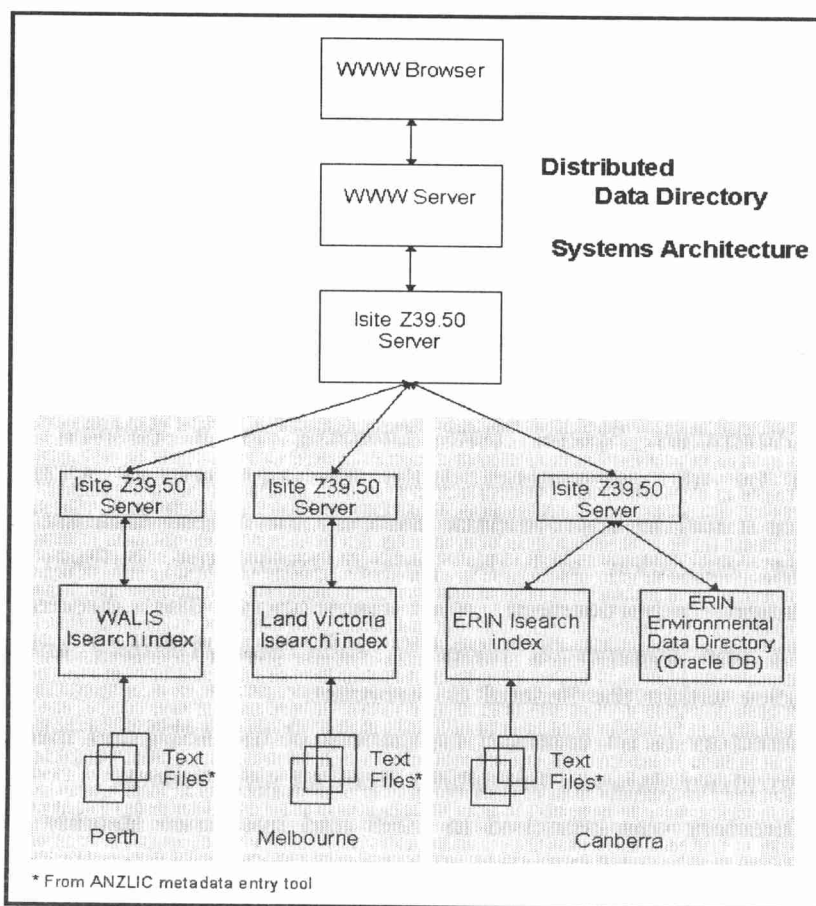 WWW Browser
WWW Server
Distributed
Data Directory
Systems Architecture
Isite Z39.50
Server
Isite Z39.50
Server
Isite Z39.50
Server
Isite Z39.50
Server
WALIS
Isearch index
Land Victoria
Isearch index
ERIN Isearch
index
ERIN
Environmental
Data Directory
(Oracle DB)
Text
Files*
Text
Files*
Text
Files*
Perth
Melbourne
Canberra
* From ANZLIC metadata entry tool